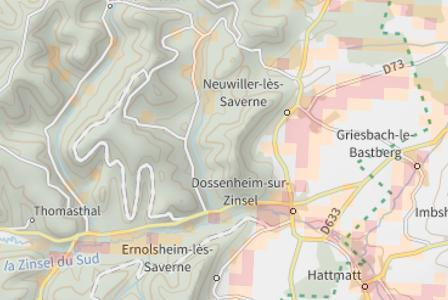 D73
Neuwiller-lès-
Saverne
Griesbach-le-
Bastberg
Dossenheim-sur-
Zinsel
Thomasthal
D633
Imbsh
Ernolsheim-lès-
Saverne
la Zinsel du Sud
Hattmatt